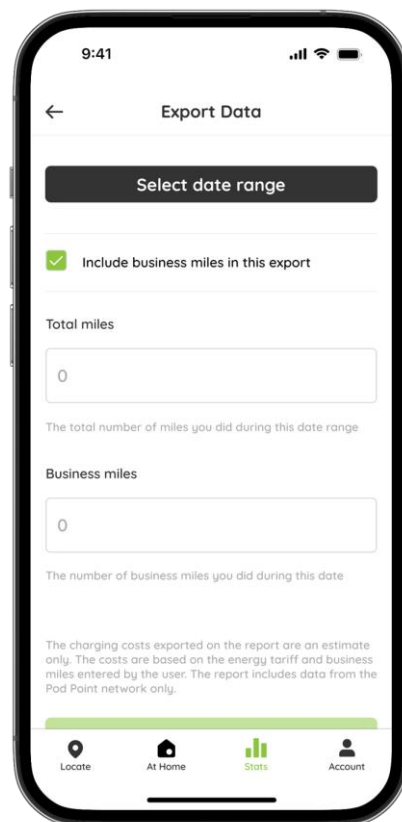 9:41
Export Data
Select date range
Include business miles in this export
Total miles
0
The total number of miles you did during this date range
Business miles
0
The number of business miles you did during this date
The charging costs exported on the report are an estimate
only. The costs are based on the energy tariff and business
miles entered by the user. The report includes data from the
Pod Point network only.
Locate
At Home
Stats
Account